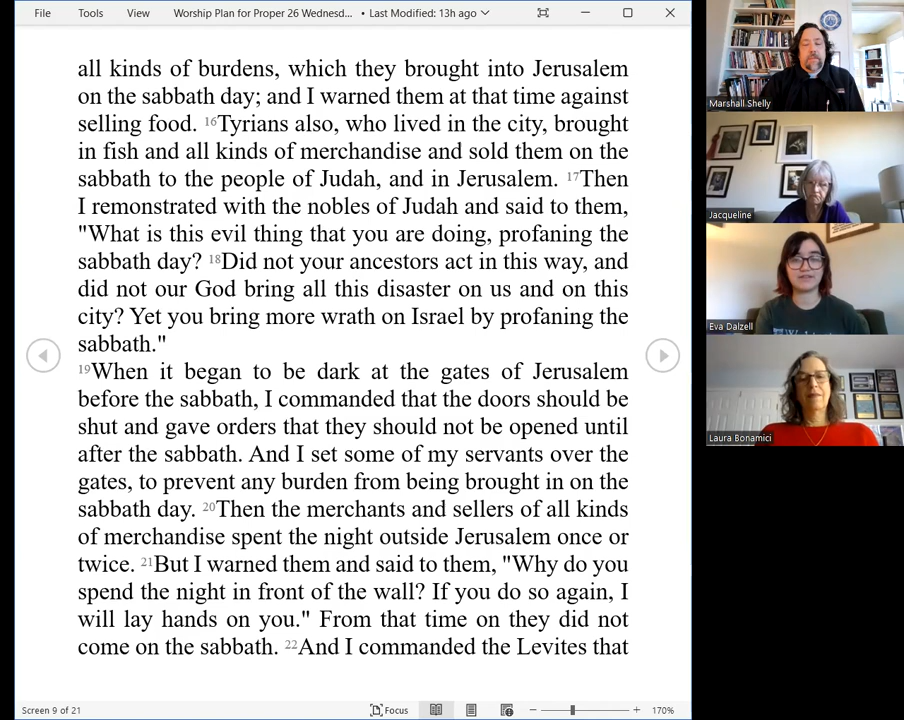 File Tools View Worship Plan for Proper 26 Wednesd... • Last Modified: 13h ago
all kinds of burdens, which they brought into Jerusalem
on the sabbath day; and I warned them at that time against
selling food. 16Tyrians also, who lived in the city, brought
in fish and all kinds of merchandise and sold them on the
sabbath to the people of Judah, and in Jerusalem. 17Then
I remonstrated with the nobles of Judah and said to them,
"What is this evil thing that you are doing, profaning the
sabbath day? 18Did not your ancestors act in this way, and
did not our God bring all this disaster on us and on this
city? Yet you bring more wrath on Israel by profaning the
sabbath."
19When it began to be dark at the gates of Jerusalem
before the sabbath, I commanded that the doors should be
shut and gave orders that they should not be opened until
after the sabbath. And I set some of my servants over the
gates, to prevent any burden from being brought in on the
sabbath day. 20Then the merchants and sellers of all kinds
of merchandise spent the night outside Jerusalem once or
twice. 21But I warned them and said to them, "Why do you
spend the night in front of the wall? If you do so again, I
will lay hands on you." From that time on they did not
come on the sabbath. 22And I commanded the Levites that
Screen 9 of 21 Focus 170%
Marshall Shelly
Jacqueline
Eva Dalzell
Laura Bonamici